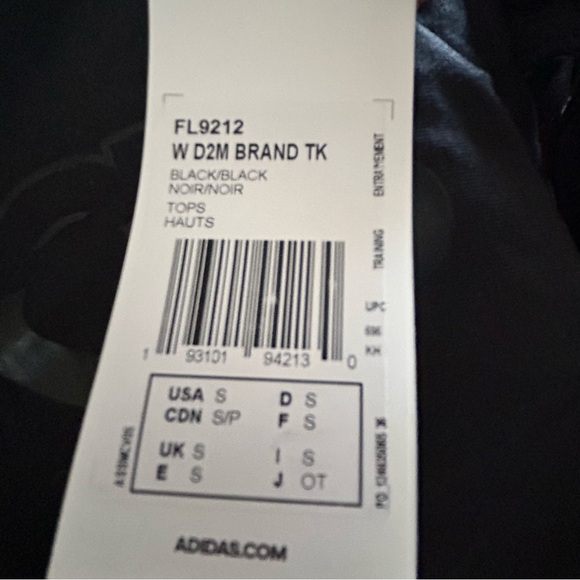 FL9212
W D2M BRAND TK
BLACK/BLACK
NOIR/NOIR
TOPS
HAUTS
1 93101 94213 0
USA S D S
CDN S/P F S
UK S I S
E S J OT
ADIDAS.COM
TRAINING ENTRAINEMENT
UPC